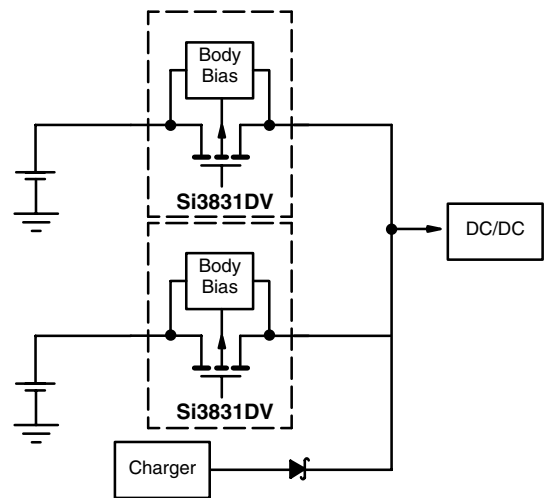 Body
Bias
Si3831DV
DC/DC
Body
Bias
Si3831DV
Charger